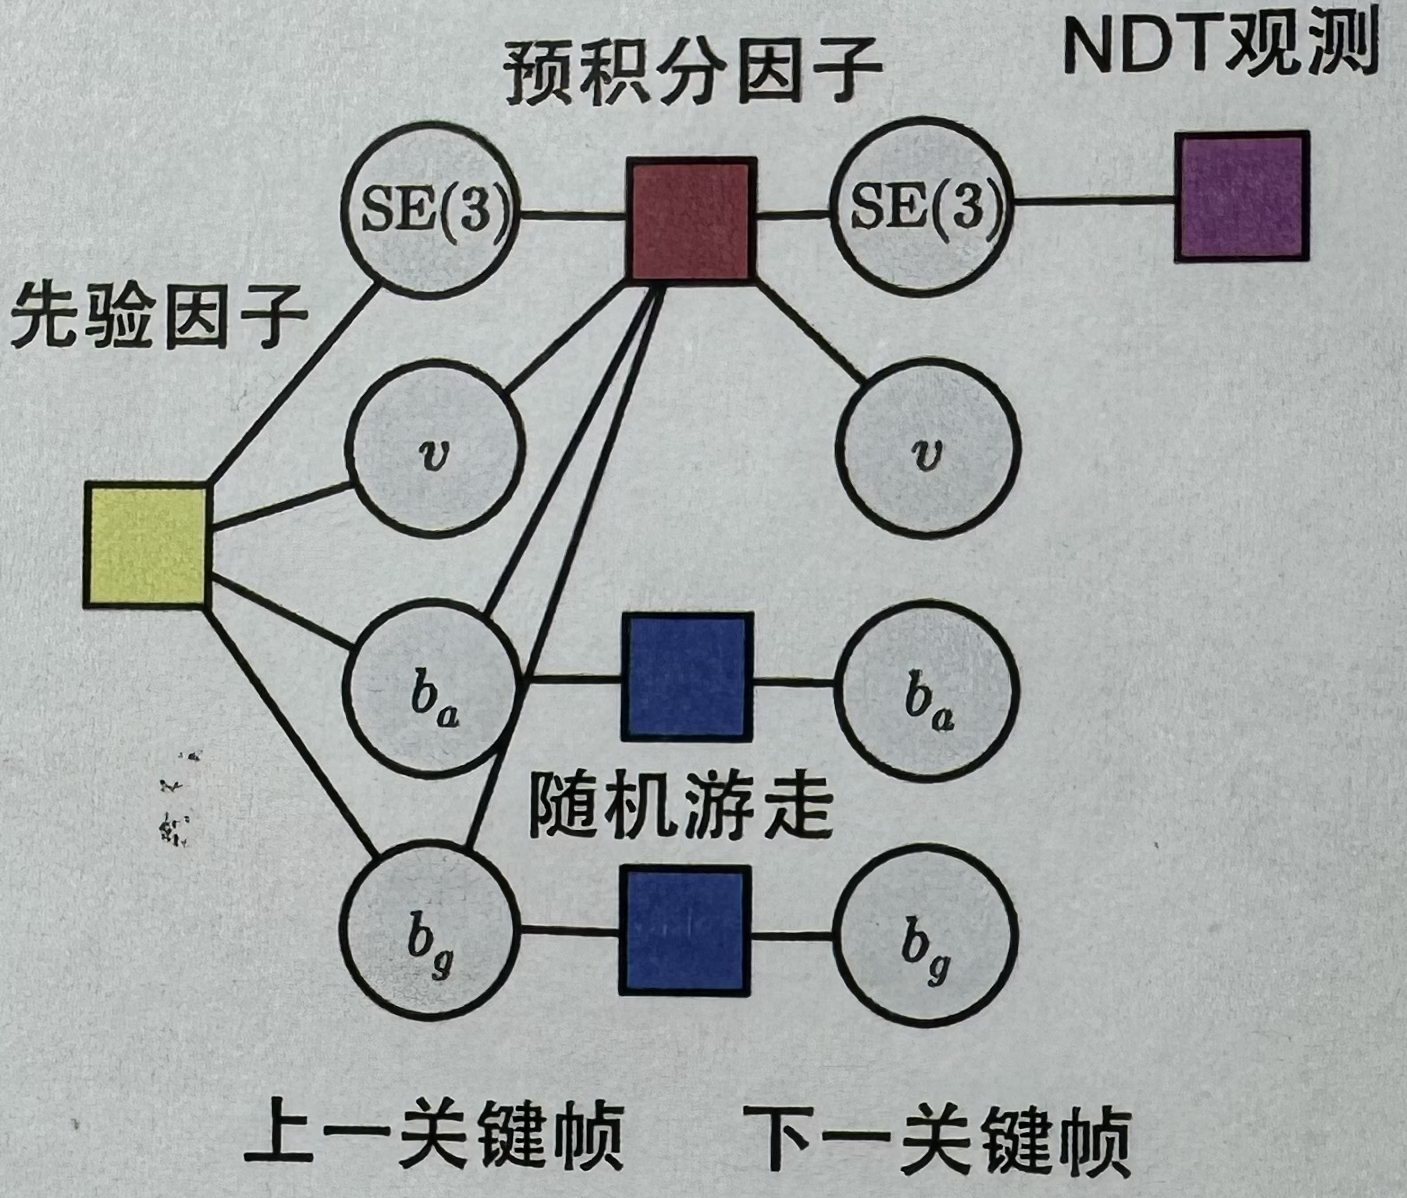 NDT观测
预积分因子
SE(3)
SE(3)
先验因子
v
v
b_a
b_a
随机游走
b_g
b_g
上一关键帧
下一关键帧